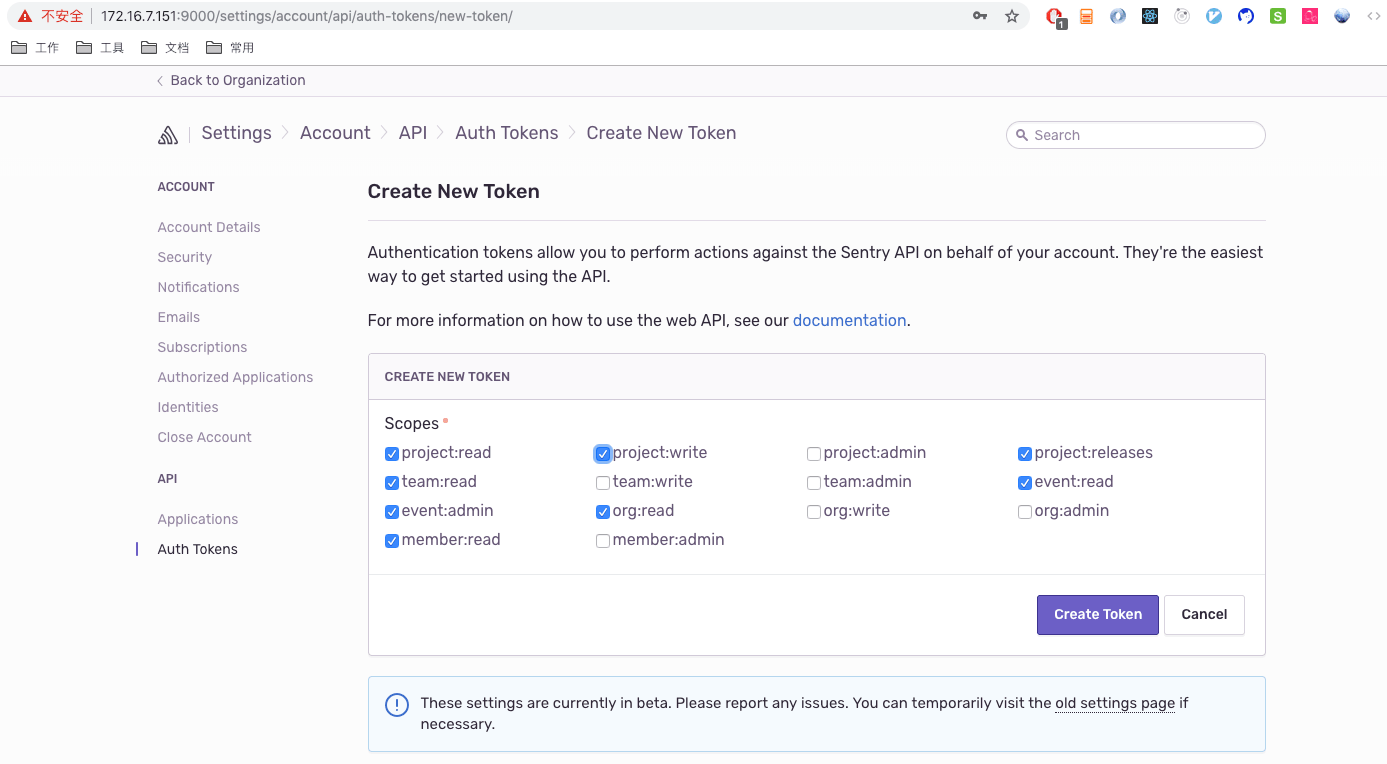 不安全 172.16.7.151:9000/settings/account/api/auth-tokens/new-token/
1
S
工作 工具 文档 常用
Back to Organization
Settings Account API Auth Tokens Create New Token
Search
ACCOUNT
Account Details
Security
Notifications
Emails
Subscriptions
Authorized Applications
Identities
Close Account
API
Applications
Auth Tokens
Create New Token
Authentication tokens allow you to perform actions against the Sentry API on behalf of your account. They're the easiest
way to get started using the API.
For more information on how to use the web API, see our documentation.
CREATE NEW TOKEN
Scopes
project:read project:write project:admin project:releases
team:read team:write team:admin event:read
event:admin org:read org:write org:admin
member:read member:admin
Create Token Cancel
These settings are currently in beta. Please report any issues. You can temporarily visit the old settings page if
necessary.